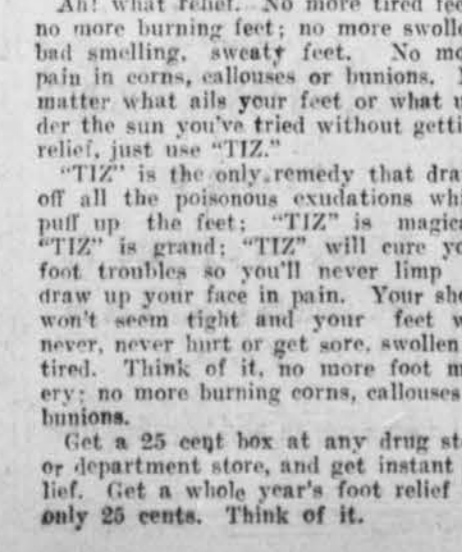 Ah! what relief. No more tired fee
no more burning feet; no more swolle
bad smelling, sweaty feet. No mo
pain in corns, callouses or bunions.
matter what ails your feet or what u
der the sun you've tried without getti
relief, just use "TIZ."
"TIZ" is the only remedy that dra
off all the poisonous exudations whi
puff up the feet; "TIZ" is magica
"TIZ" is grand; "TIZ" will cure yo
foot troubles so you'll never limp
draw up your face in pain. Your sho
won't seem tight and your feet w
never, never hurt or get sore, swollen
tired. Think of it, no more foot m
ery; no more burning corns, callouses
bunions.
Get a 25 cent box at any drug st
or department store, and get instant
lief. Get a whole year's foot relief
only 25 cents. Think of it.